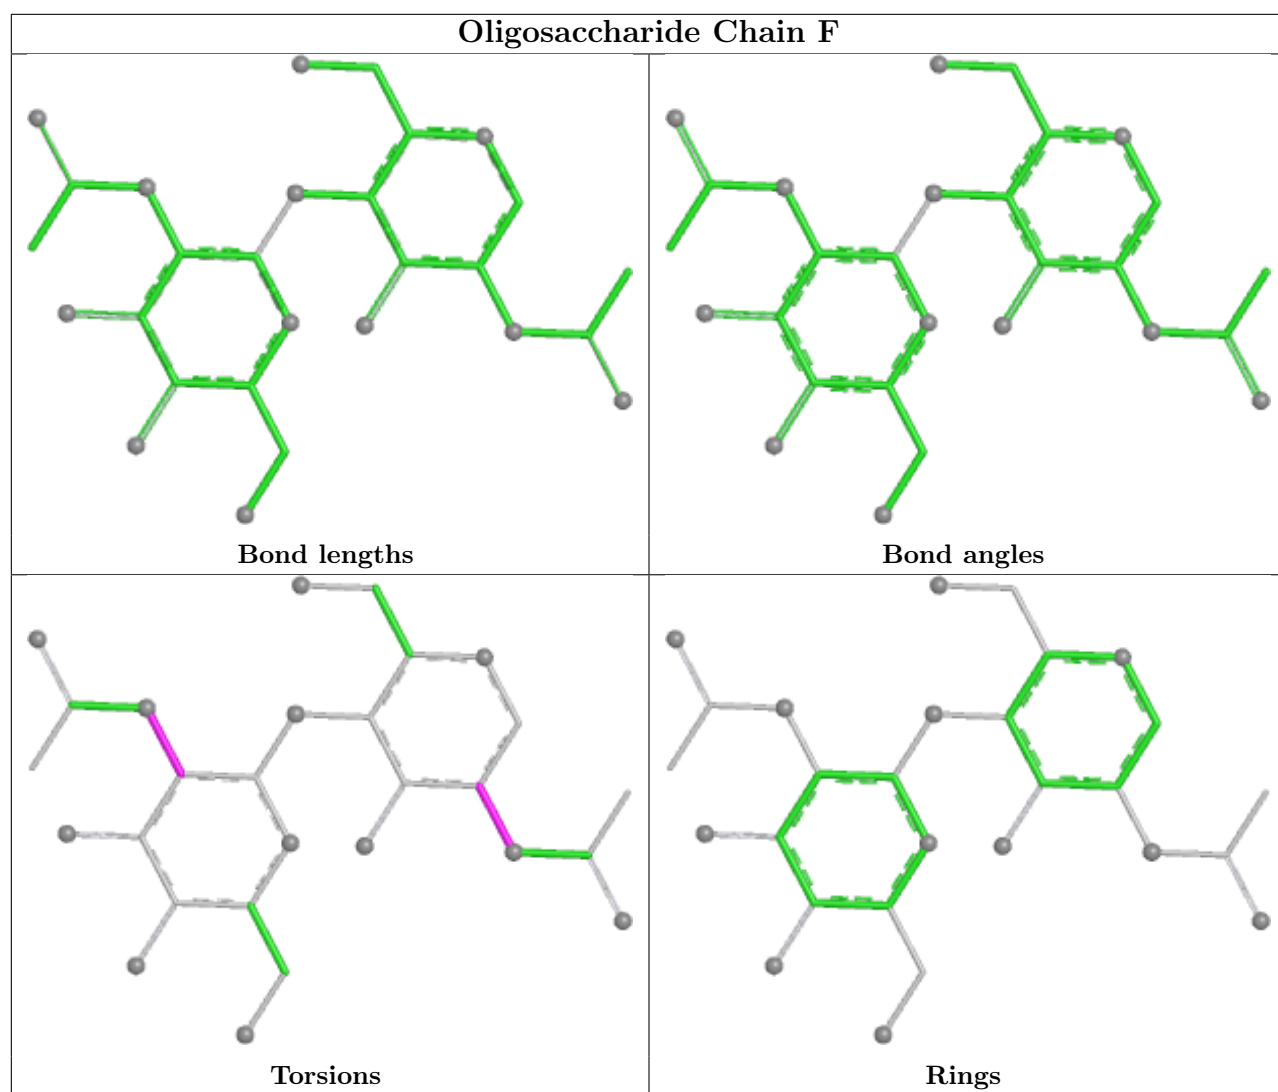 Oligosaccharide Chain F
Bond lengths
Bond angles
Torsions
Rings